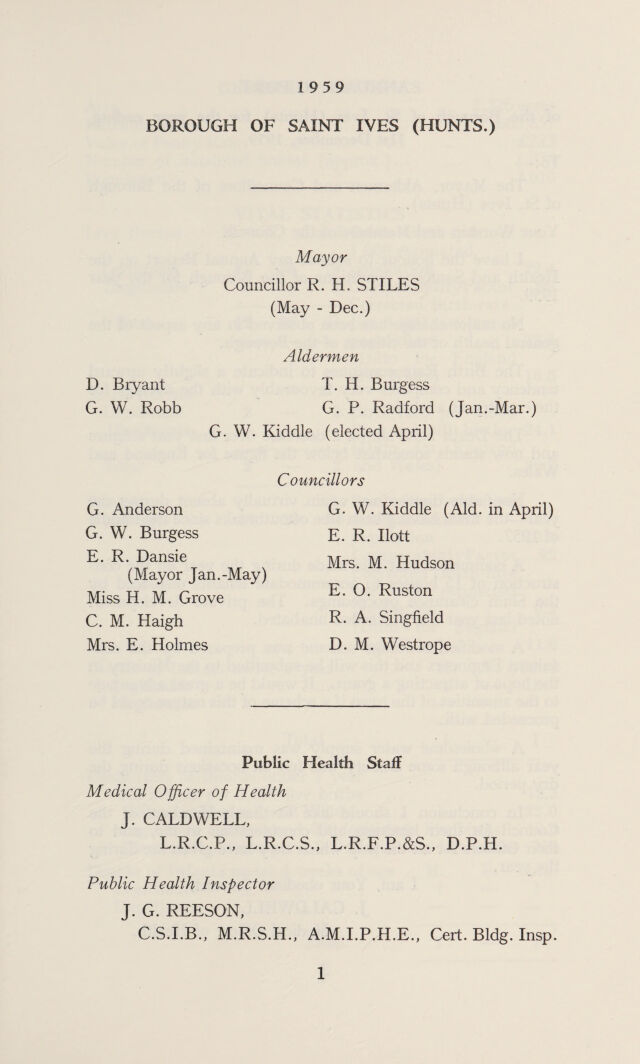 1959
BOROUGH OF SAINT IVES (HUNTS.)
Mayor
Councillor R. H. STILES
(May - Dec.)
Aldermen
D. Bryant T. H. Burgess
G. W. Robb G. P. Radford (Jan.-Mar.)
G. W. Kiddle (elected April)
Councillors
G. Anderson
G. W. Burgess
E. R. Dansie
(Mayor Jan.-May)
Miss H. M. Grove
C. M. Haigh
Mrs. E. Holmes
G. W. Kiddle (Ald. in April)
E. R. Ilott
Mrs. M. Hudson
E. O. Ruston
R. A. Singfield
D. M. Westrope
Public Health Staff
Medical Officer of Health
J. CALDWELL,
L.R.C.P., L.R.C.S., L.R.F.P.&S., D.P.H.
Public Health Inspector
J. G. REESON,
C.S.I.B., M.R.S.H., A.M.I.P.H.E., Cert. Bldg. Insp.
1